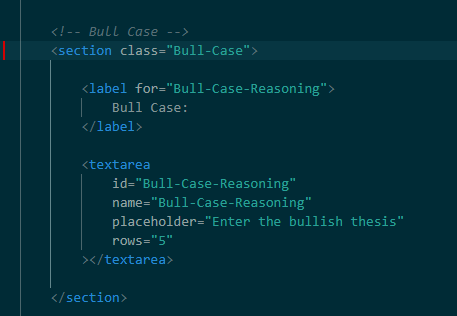 <!-- Bull Case -->
<section class="Bull-Case">
<label for="Bull-Case-Reasoning">
Bull Case:
</label>
<textarea
id="Bull-Case-Reasoning"
name="Bull-Case-Reasoning"
placeholder="Enter the bullish thesis"
rows="5"
></textarea>
</section>